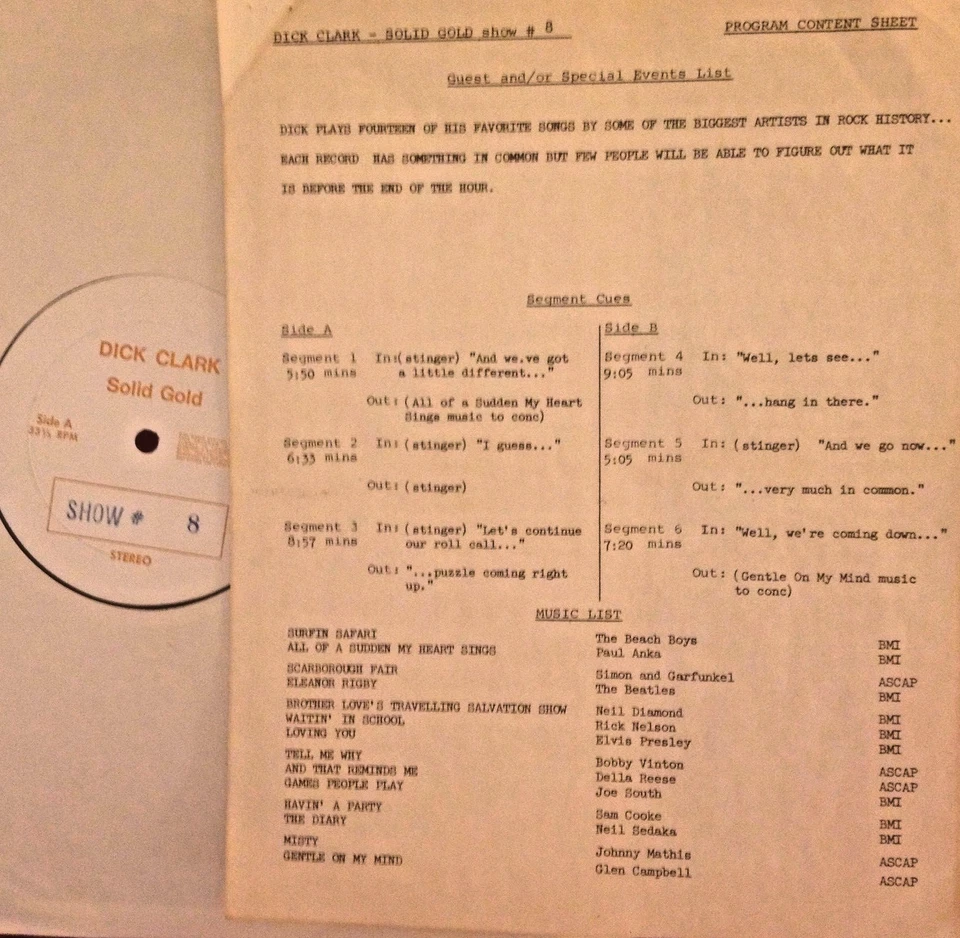 DICK CLARK - SOLID GOLD show # 8
PROGRAM CONTENT SHEET
Guest and/or Special Events List
DICK PLAYS FOURTEEN OF HIS FAVORITE SONGS BY SOME OF THE BIGGEST ARTISTS IN ROCK HISTORY...
EACH RECORD HAS SOMETHING IN COMMON BUT FEW PEOPLE WILL BE ABLE TO FIGURE OUT WHAT IT
IS BEFORE THE END OF THE HOUR.
Segment Cues
Side A
Segment 1 In:(stinger) "And we.ve got
5:50 mins a little different..."
Out: (All of a Sudden My Heart
Sings music to conc)
Segment 2 In:(stinger) "I guess..."
6:33 mins
Out: (stinger)
Segment 3 In:(stinger) "Let's continue
8:57 mins our roll call..."
Out: "...puzzle coming right
up."
Side B
Segment 4 In: "Well, lets see..."
9:05 mins
Out: "...hang in there."
Segment 5 In: (stinger) "And we go now..."
5:05 mins
Out: "...very much in common."
Segment 6 In: "Well, we're coming down..."
7:20 mins
Out: (Gentle On My Mind music
to conc)
MUSIC LIST
SURFIN SAFARI The Beach Boys BMI
ALL OF A SUDDEN MY HEART SINGS Paul Anka BMI
SCARBOROUGH FAIR Simon and Garfunkel ASCAP
ELEANOR RIGBY The Beatles BMI
BROTHER LOVE'S TRAVELLING SALVATION SHOW Neil Diamond BMI
WAITIN' IN SCHOOL Rick Nelson BMI
LOVING YOU Elvis Presley BMI
TELL ME WHY Bobby Vinton ASCAP
AND THAT REMINDS ME Della Reese ASCAP
GAMES PEOPLE PLAY Joe South BMI
HAVIN' A PARTY Sam Cooke BMI
THE DIARY Neil Sedaka BMI
MISTY Johnny Mathis ASCAP
GENTLE ON MY MIND Glen Campbell ASCAP
DICK CLARK
Solid Gold
Side A
33⅓ RPM
SHOW # 8
STEREO